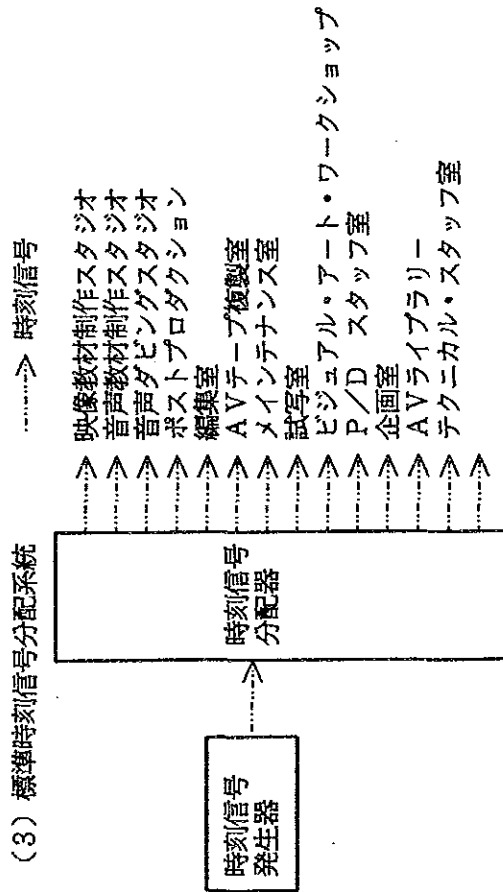 (3) 標準時刻信号分配系統
時刻信号
時刻信号
発生器
時刻信号
分配器
映像教材制作スタジオ
音声教材制作スタジオ
音声ダビングスタジオ
ポストプロダクション
編集室
AVテープ複製室
メインテナンス室
試写室
ビジュアル・アート・ワークショップ
P/D スタッフ室
企画室
AVライブラリー
テクニカル・スタッフ室